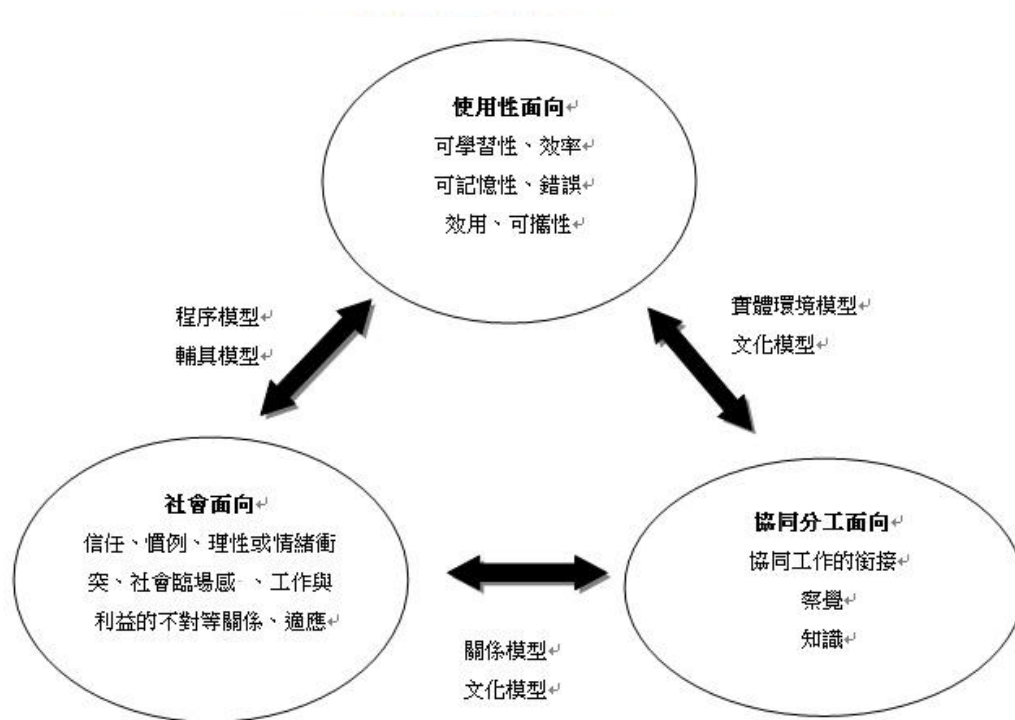 使用性面向
可學習性、效率
可記憶性、錯誤
效用、可攜性
程序模型
輔具模型
實體環境模型
文化模型
社會面向
信任、慣例、理性或情緒衝
突、社會臨場感 、工作與
利益的不對等關係、適應
協同分工面向
協同工作的銜接
察覺
知識
關係模型
文化模型